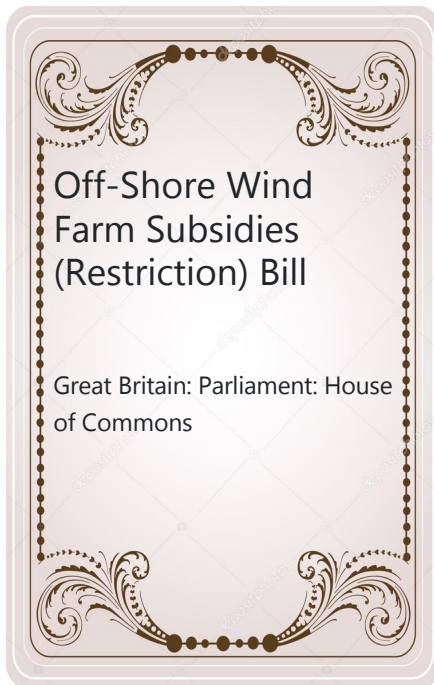 Off-Shore Wind
Farm Subsidies
(Restriction) Bill
Great Britain: Parliament: House
of Commons